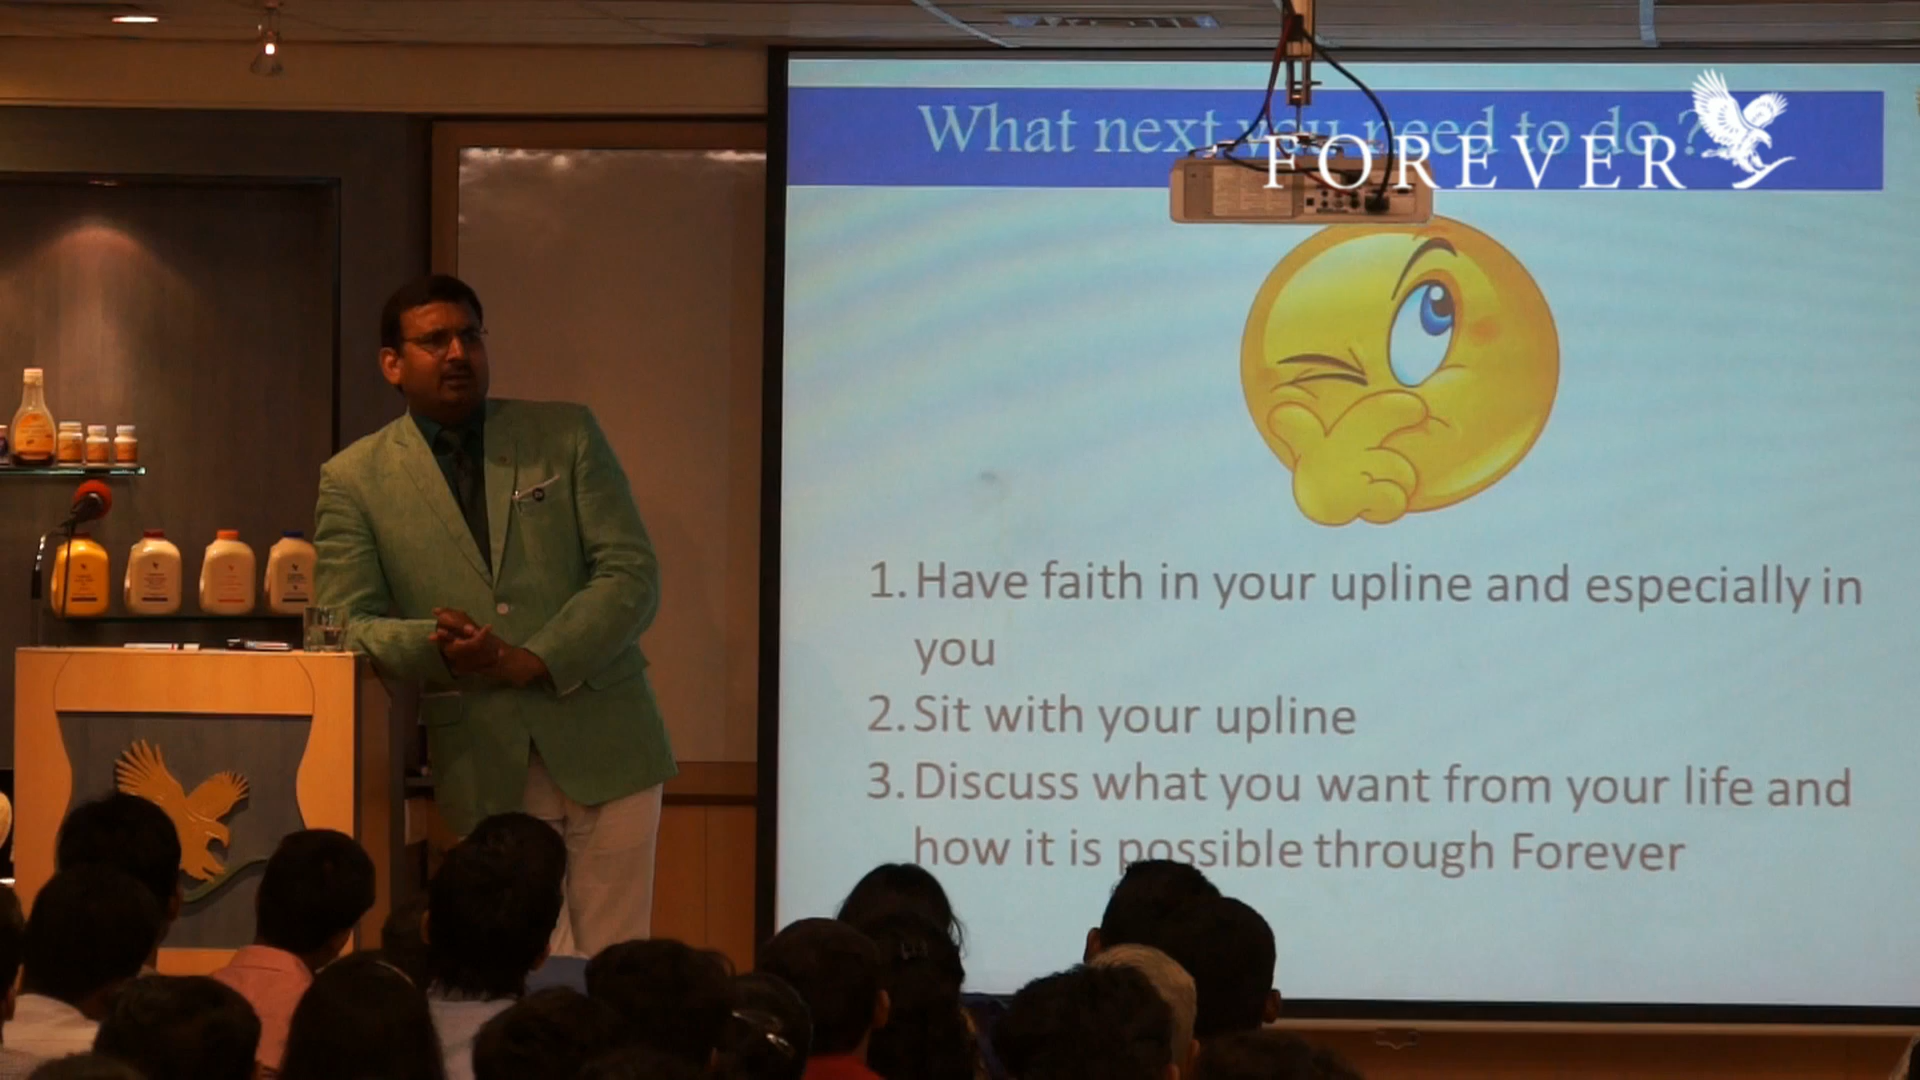 What next you need to do ?
FOREVER
1. Have faith in your upline and especially in
you
2. Sit with your upline
3. Discuss what you want from your life and
how it is possible through Forever